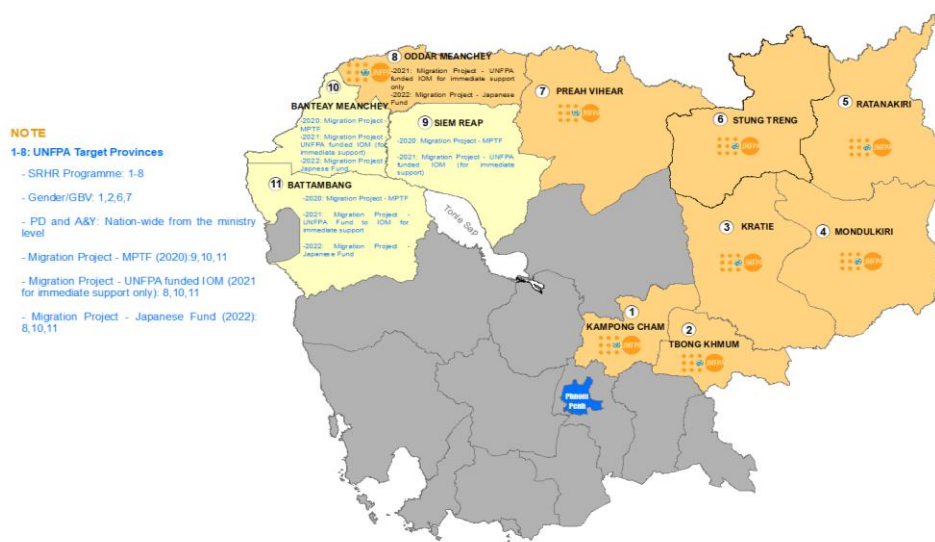 NOTE
1-8: UNFPA Target Provinces
- SRHR Programme: 1-8
- Gender/GBV: 1,2,6,7
- PD and A&Y: Nation-wide from the ministry
level
- Migration Project - MPTF (2020):9,10,11
- Migration Project - UNFPA funded IOM (2021
for immediate support only): 8,10,11
- Migration Project - Japanese Fund (2022):
8,10,11
8 ODDAR MEANCHEY
-2021: Migration Project - UNFPA
funded IOM for immediate support
only
-2022: Migration Project - Japanese
Fund
10
BANTEAY MEANCHEY
-2020: Migration Project -
MPTF
-2021: Migration Project -
UNFPA funded IOM (for
immediate support)
-2022: Migration Project -
Japenese Fund
9 SIEM REAP
-2020: Migration Project - MPTF
-2021: Migration Project - UNFPA
funded IOM (for immediate
support)
11 BATTAMBANG
-2020: Migration Project - MPTF
-2021: Migration Project -
UNFPA Fund to IOM for
immediate support
-2022: Migration Project -
Japanese Fund
Tonle Sap
7 PREAH VIHEAR
6 STUNG TRENG
5 RATANAKIRI
3 KRATIE
4 MONDULKIRI
1
KAMPONG CHAM
2
TBONG KHMUM
Phnom
Penh